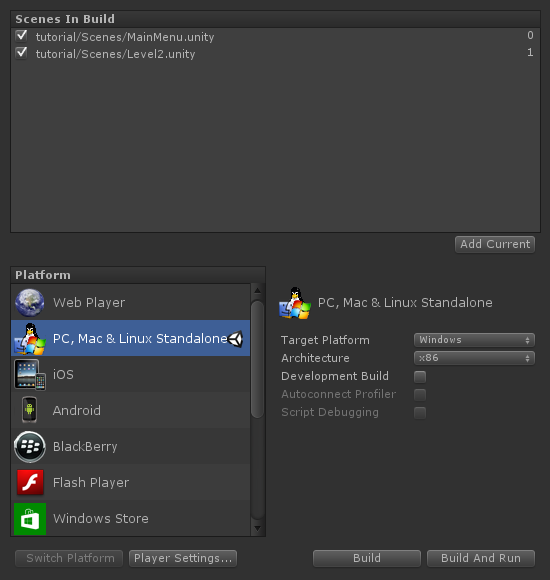 Scenes In Build
tutorial/Scenes/MainMenu.unity 0
tutorial/Scenes/Level2.unity 1
Add Current
Platform
Web Player
PC, Mac & Linux Standalone
iOS
Android
BlackBerry
Flash Player
Windows Store
PC, Mac & Linux Standalone
Target Platform Windows
Architecture x86
Development Build
Autoconnect Profiler
Script Debugging
Switch Platform Player Settings... Build Build And Run